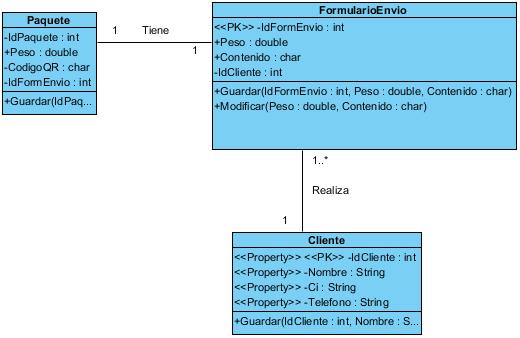 Paquete
-IdPaquete : int
+Peso : double
-CodigoQR : char
-IdFormEnvio : int
+Guardar(IdPaq...
1
Tiene
1
FormularioEnvio
<<PK>> -IdFormEnvio : int
+Peso : double
+Contenido : char
-IdCliente : int
+Guardar(IdFormEnvio : int, Peso : double, Contenido : char)
+Modificar(Peso : double, Contenido : char)
1..*
Realiza
1
Cliente
<<Property>> <<PK>> -IdCliente : int
<<Property>> -Nombre : String
<<Property>> -Ci : String
<<Property>> -Telefono : String
+Guardar(IdCliente : int, Nombre : S...